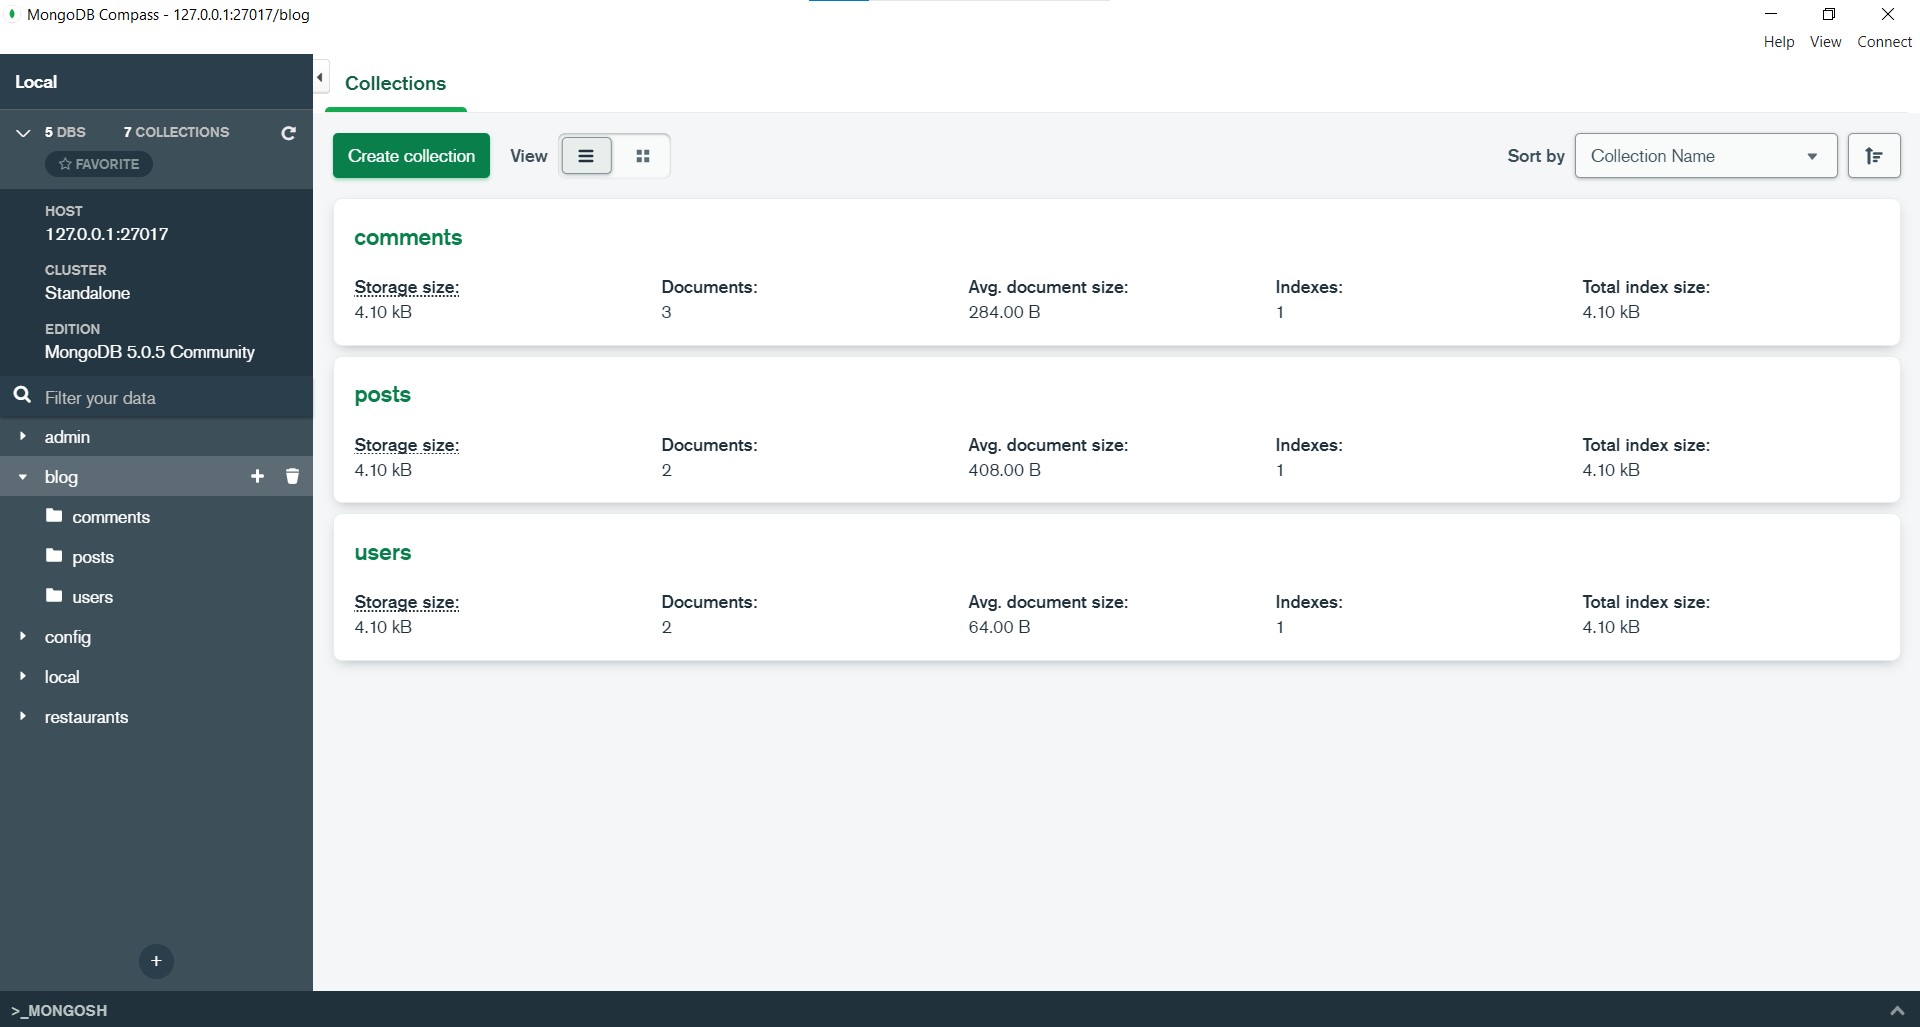 MongoDB Compass - 127.0.0.1:27017/blog
Help View Connect
Local
5 DBS 7 COLLECTIONS
FAVORITE
HOST
127.0.0.1:27017
CLUSTER
Standalone
EDITION
MongoDB 5.0.5 Community
Filter your data
admin
blog
comments
posts
users
config
local
restaurants
>_MONGOSH
Collections
Create collection View Sort by Collection Name
comments
Storage size: Documents: Avg. document size: Indexes: Total index size:
4.10 kB 3 284.00 B 1 4.10 kB
posts
Storage size: Documents: Avg. document size: Indexes: Total index size:
4.10 kB 2 408.00 B 1 4.10 kB
users
Storage size: Documents: Avg. document size: Indexes: Total index size:
4.10 kB 2 64.00 B 1 4.10 kB